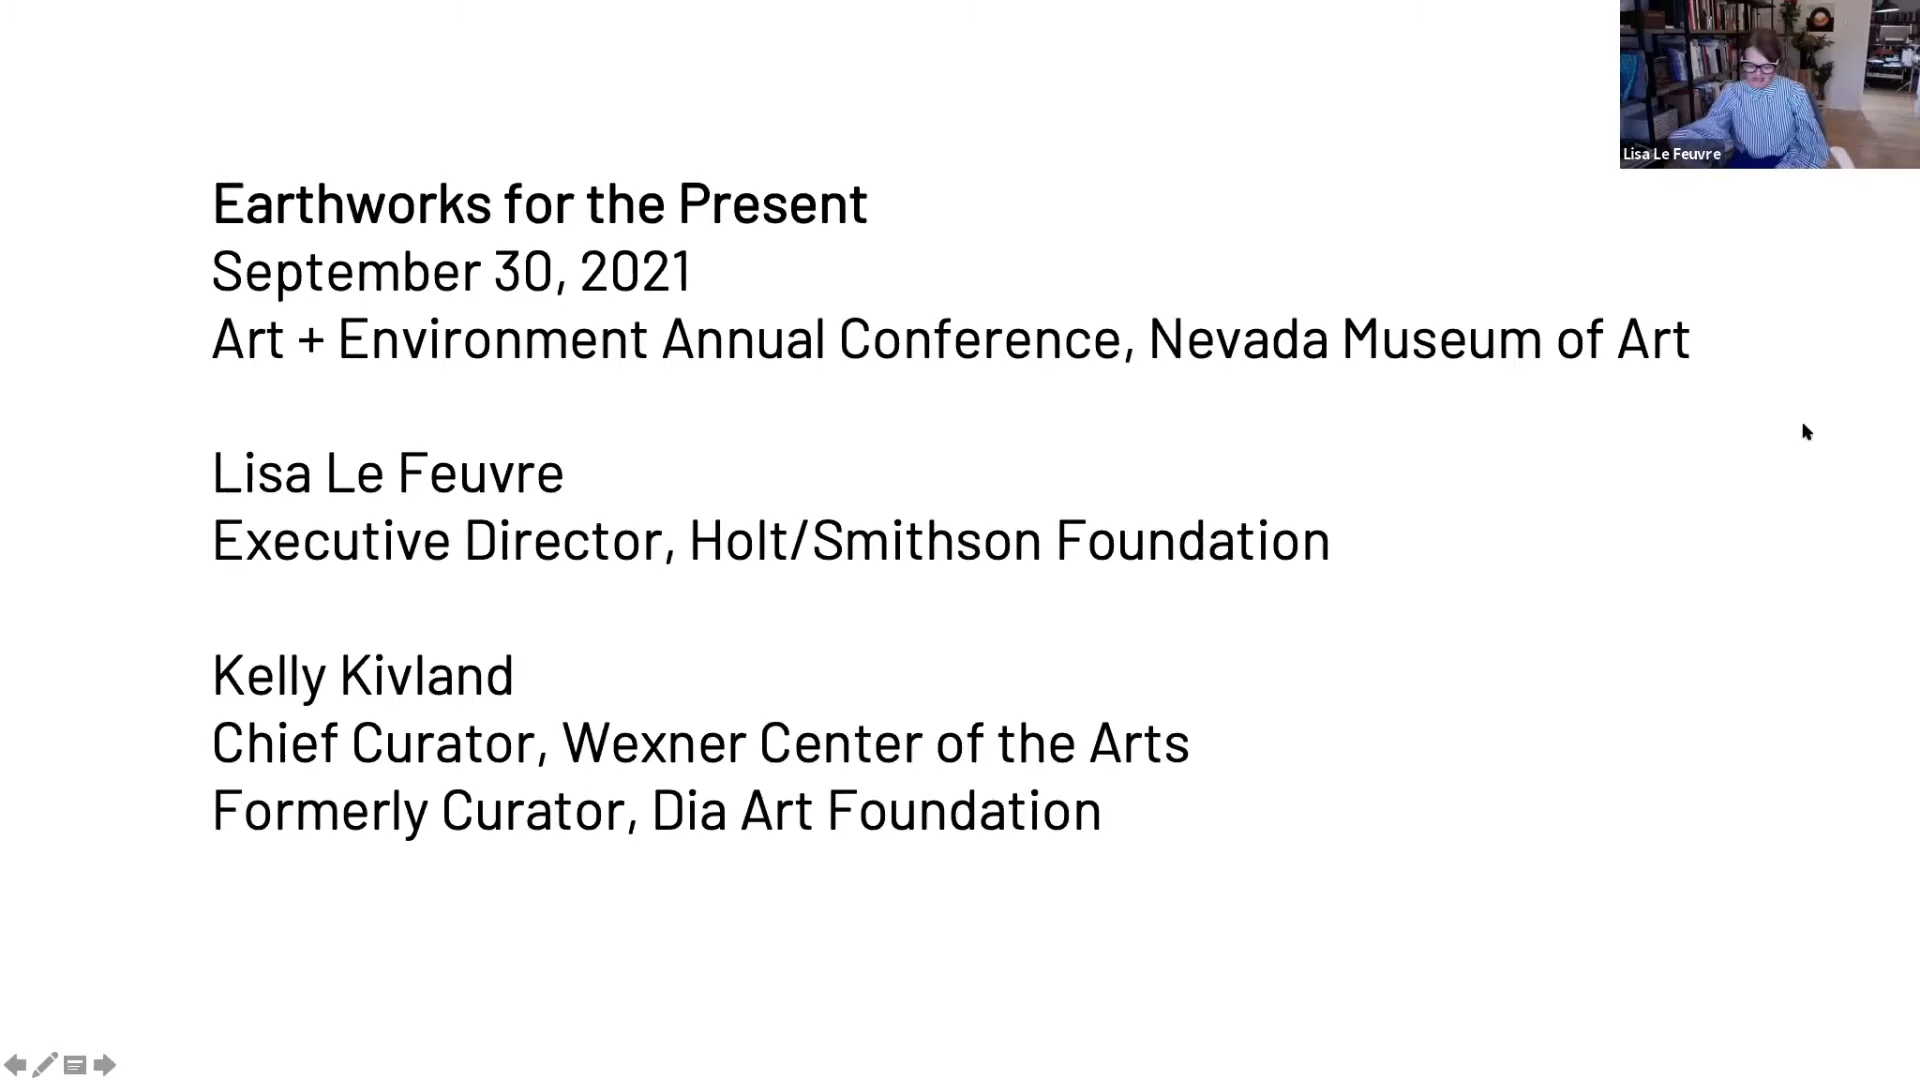 Lisa Le Feuvre
Earthworks for the Present
September 30, 2021
Art + Environment Annual Conference, Nevada Museum of Art
Lisa Le Feuvre
Executive Director, Holt/Smithson Foundation
Kelly Kivland
Chief Curator, Wexner Center of the Arts
Formerly Curator, Dia Art Foundation